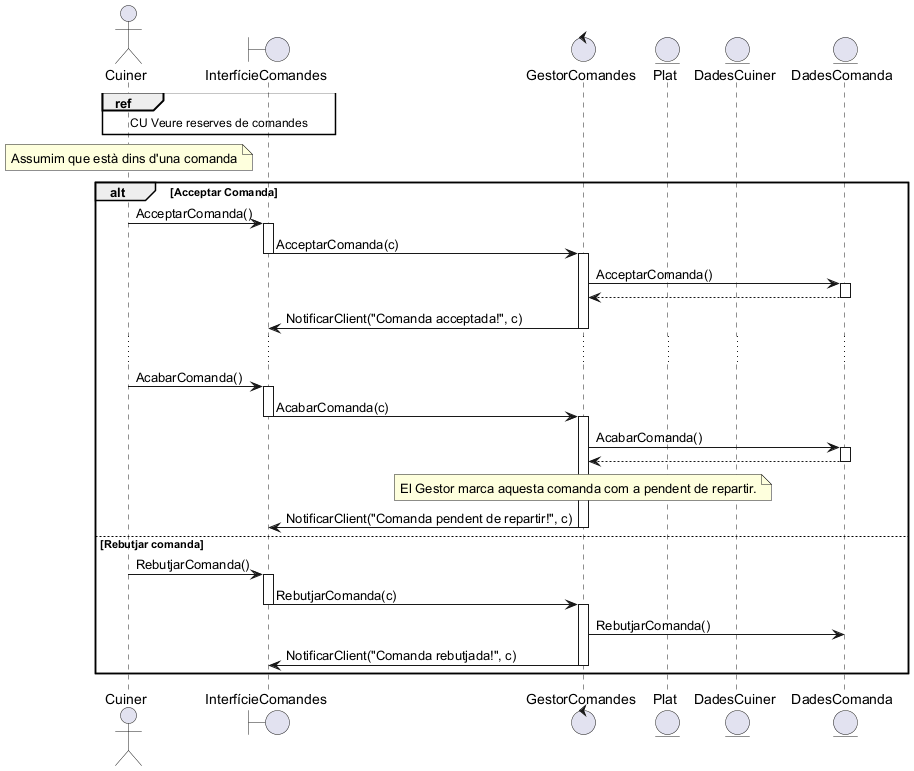 Cuiner
InterfícieComandes
GestorComandes
Plat
DadesCuiner
DadesComanda
ref
CU Veure reserves de comandes
Assumim que està dins d'una comanda
alt
[Acceptar Comanda]
AcceptarComanda()
AcceptarComanda(c)
AcceptarComanda()
NotificarClient("Comanda acceptada!", c)
AcabarComanda()
AcabarComanda(c)
AcabarComanda()
El Gestor marca aquesta comanda com a pendent de repartir.
NotificarClient("Comanda pendent de repartir!", c)
[Rebutjar comanda]
RebutjarComanda()
RebutjarComanda(c)
RebutjarComanda()
NotificarClient("Comanda rebutjada!", c)
Cuiner
InterfícieComandes
GestorComandes
Plat
DadesCuiner
DadesComanda